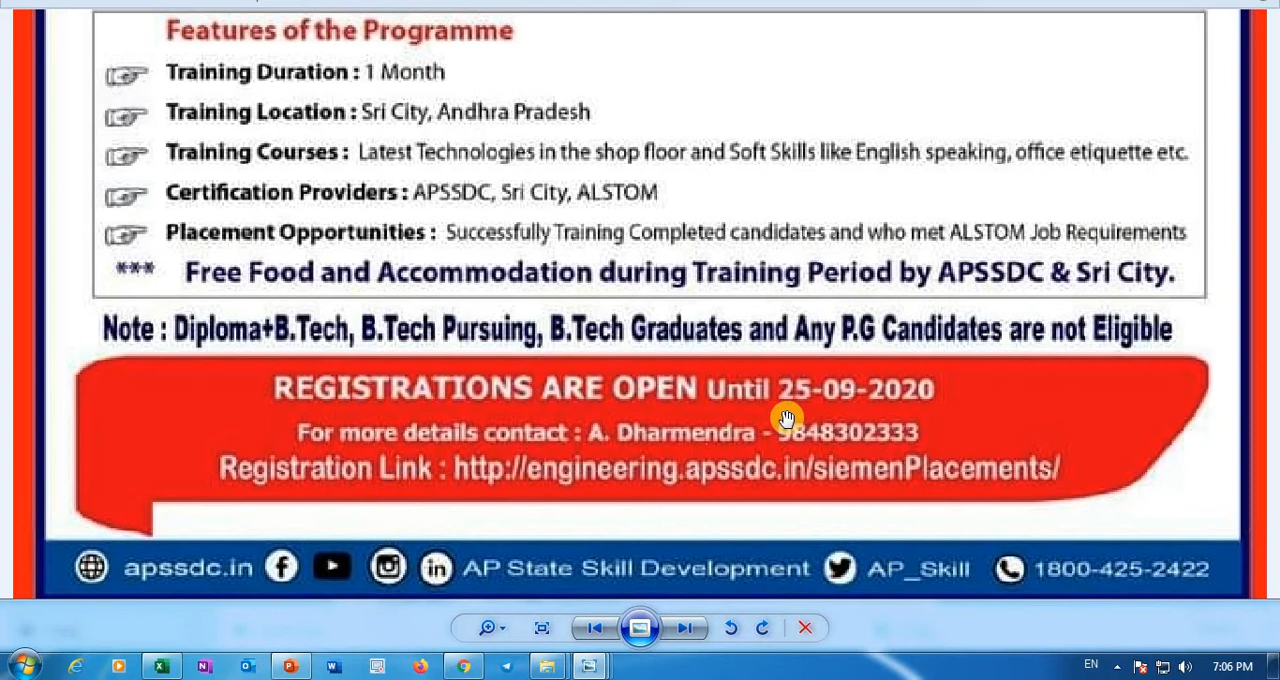 Features of the Programme
Training Duration : 1 Month
Training Location : Sri City, Andhra Pradesh
Training Courses : Latest Technologies in the shop floor and Soft Skills like English speaking, office etiquette etc.
Certification Providers : APSSDC, Sri City, ALSTOM
Placement Opportunities : Successfully Training Completed candidates and who met ALSTOM Job Requirements
*** Free Food and Accommodation during Training Period by APSSDC & Sri City.
Note : Diploma+B.Tech, B.Tech Pursuing, B.Tech Graduates and Any P.G Candidates are not Eligible
REGISTRATIONS ARE OPEN Until 25-09-2020
For more details contact : A. Dharmendra - 9848302333
Registration Link : http://engineering.apssdc.in/siemenPlacements/
apssdc.in AP State Skill Development AP_Skill 1800-425-2422
EN 7:06 PM